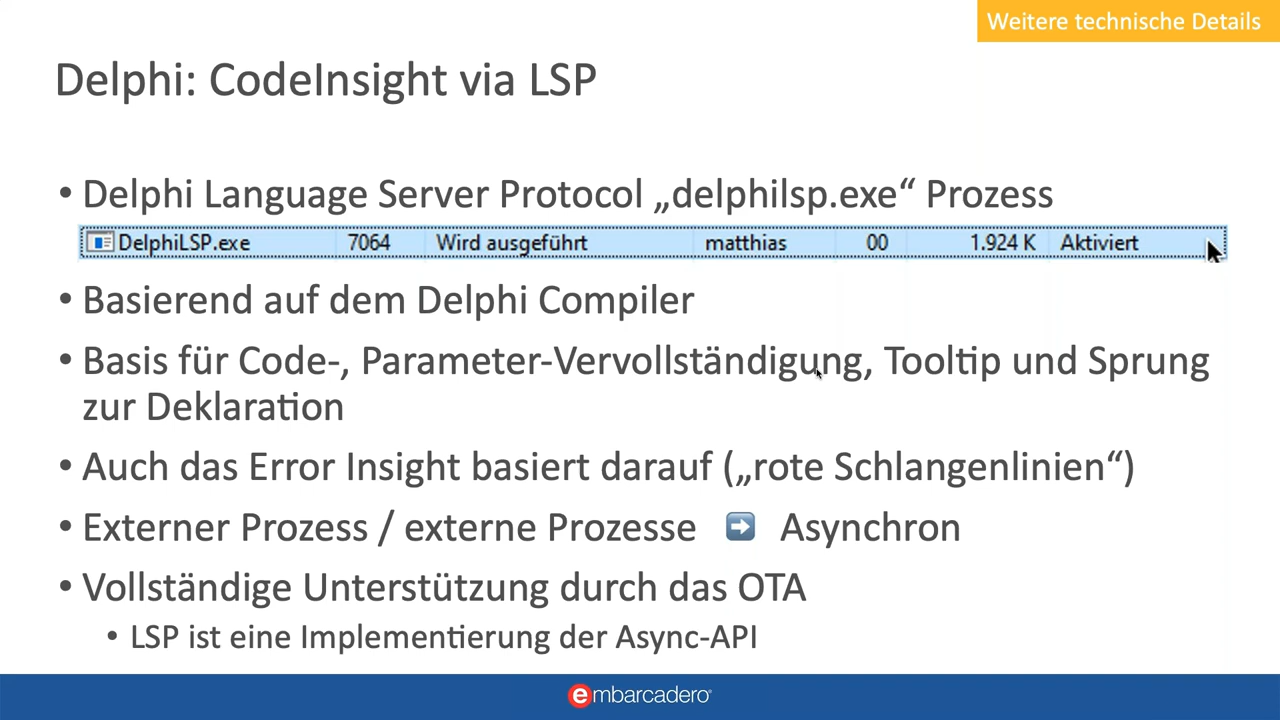 Weitere technische Details
Delphi: CodeInsight via LSP
• Delphi Language Server Protocol „delphilsp.exe“ Prozess
DelphiLSP.exe 7064 Wird ausgeführt matthias 00 1.924 K Aktiviert
• Basierend auf dem Delphi Compiler
• Basis für Code-, Parameter-Vervollständigung, Tooltip und Sprung
zur Deklaration
• Auch das Error Insight basiert darauf („rote Schlangenlinien“)
• Externer Prozess / externe Prozesse ➡ Asynchron
• Vollständige Unterstützung durch das OTA
• LSP ist eine Implementierung der Async-API
embarcadero